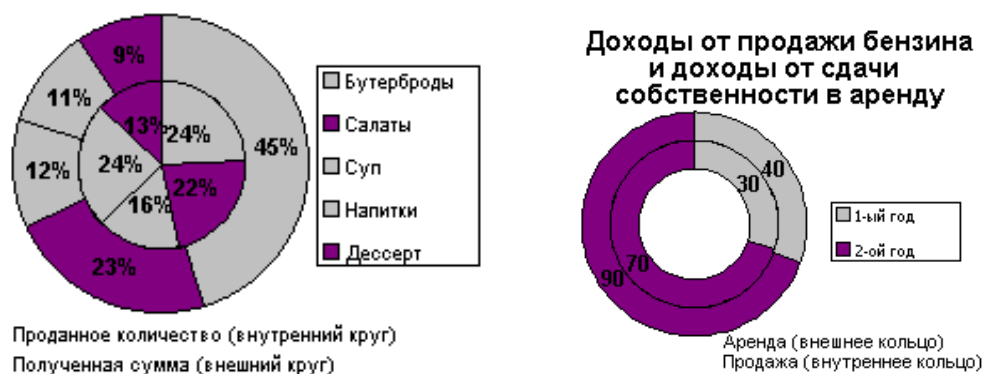 9%
11%
12%
23%
45%
13%
24%
24%
22%
16%
Бутерброды
Салаты
Суп
Напитки
Дессерт
Проданное количество (внутренний круг)
Полученная сумма (внешний круг)
Доходы от продажи бензина
и доходы от сдачи
собственности в аренду
40
30
70
90
1-ый год
2-ой год
Аренда (внешнее кольцо)
Продажа (внутреннее кольцо)